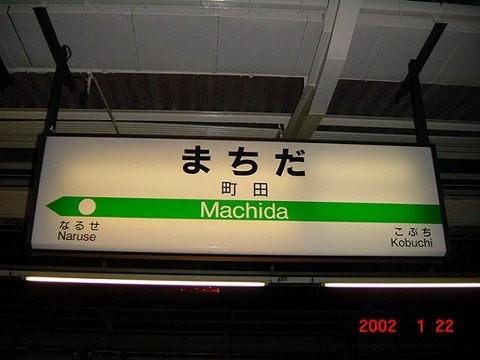 まちだ
町田
Machida
なるせ
Naruse
こぶち
Kobuchi
2002 1 22